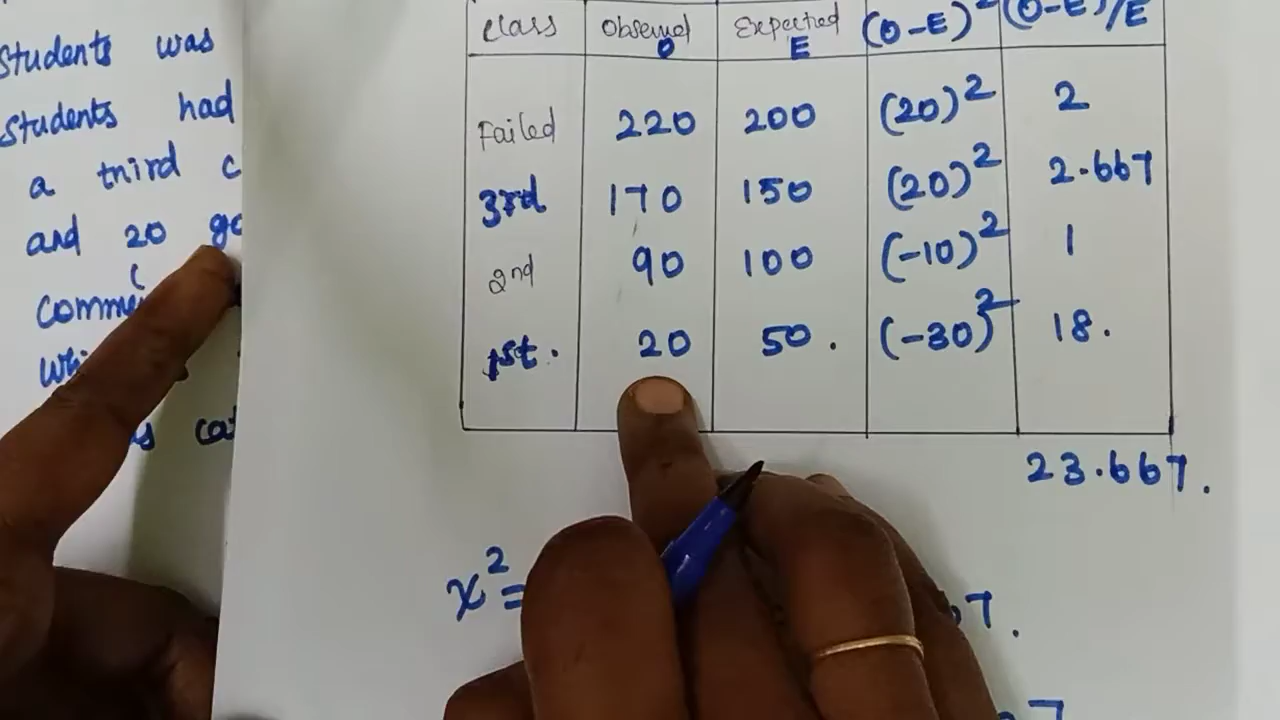 Students was
Students had
a third
and 20
Class Observed O Expected E (O-E)² (O-E)²/E
Failed 220 200 (20)² 2
3rd 170 150 (20)² 2.667
2nd 90 100 (-10)² 1
1st. 20 50. (-30)² 18.
23.667.
x² =
7.
7